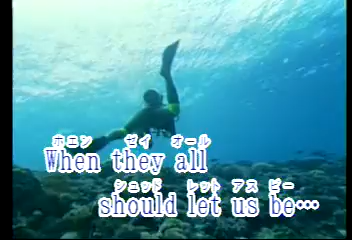 ホエン ゼイ オール
When they all
シュッド レット アス ビー
should let us be…